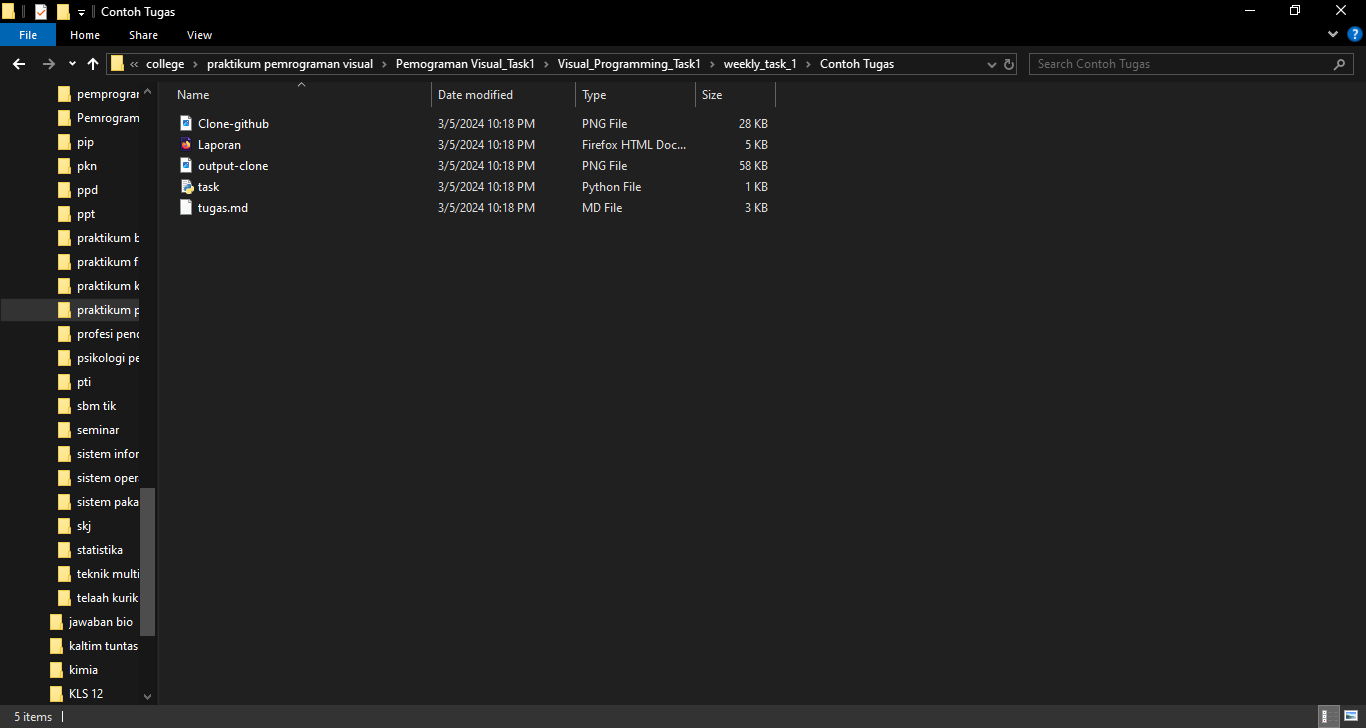 Contoh Tugas
File Home Share View
« college › praktikum pemrograman visual › Pemograman Visual_Task1 › Visual_Programming_Task1 › weekly_task_1 › Contoh Tugas
Search Contoh Tugas
pemprogram
Pemrogram
pip
pkn
ppd
ppt
praktikum b
praktikum f
praktikum k
praktikum p
profesi pend
psikologi pe
pti
sbm tik
seminar
sistem infor
sistem oper
sistem paka
skj
statistika
teknik multi
telaah kurik
jawaban bio
kaltim tuntas
kimia
KLS 12
Name Date modified Type Size
Clone-github 3/5/2024 10:18 PM PNG File 28 KB
Laporan 3/5/2024 10:18 PM Firefox HTML Doc... 5 KB
output-clone 3/5/2024 10:18 PM PNG File 58 KB
task 3/5/2024 10:18 PM Python File 1 KB
tugas.md 3/5/2024 10:18 PM MD File 3 KB
5 items